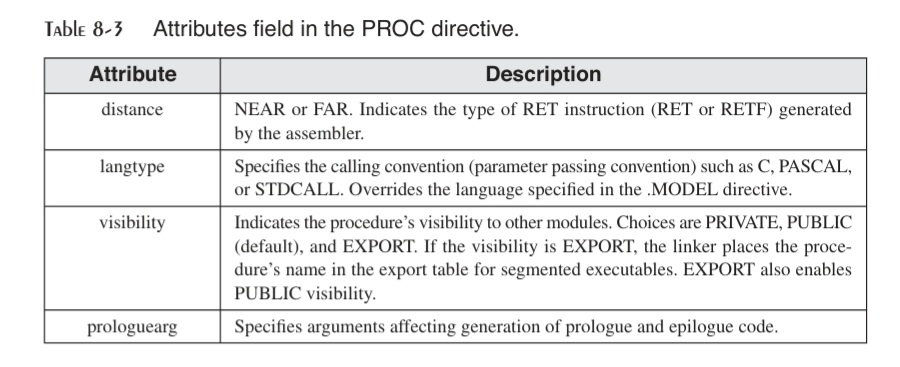 TABLE 8-3 Attributes field in the PROC directive.
Attribute Description
distance NEAR or FAR. Indicates the type of RET instruction (RET or RETF) generated
by the assembler.
langtype Specifies the calling convention (parameter passing convention) such as C, PASCAL,
or STDCALL. Overrides the language specified in the .MODEL directive.
visibility Indicates the procedure’s visibility to other modules. Choices are PRIVATE, PUBLIC
(default), and EXPORT. If the visibility is EXPORT, the linker places the proce-
dure’s name in the export table for segmented executables. EXPORT also enables
PUBLIC visibility.
prologuearg Specifies arguments affecting generation of prologue and epilogue code.